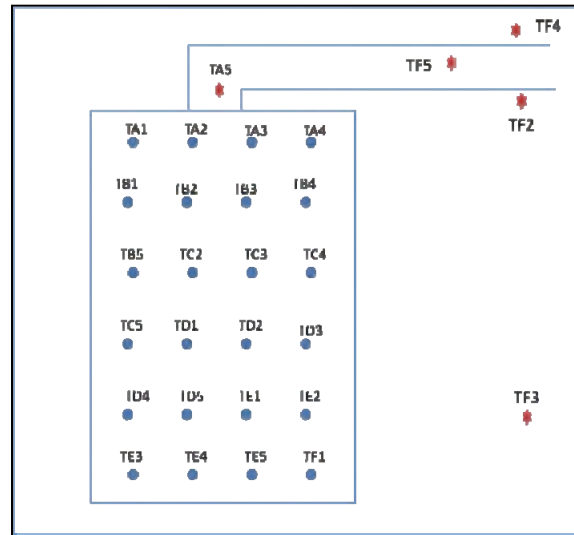 TF4
TF5
TA5
TF2
TA1 TA2 TA3 TA4
TB1 TB2 TB3 TB4
TB5 TC2 TC3 TC4
TC5 TD1 TD2 TD3
TD4 TD5 TE1 TE2
TF3
TE3 TE4 TE5 TF1